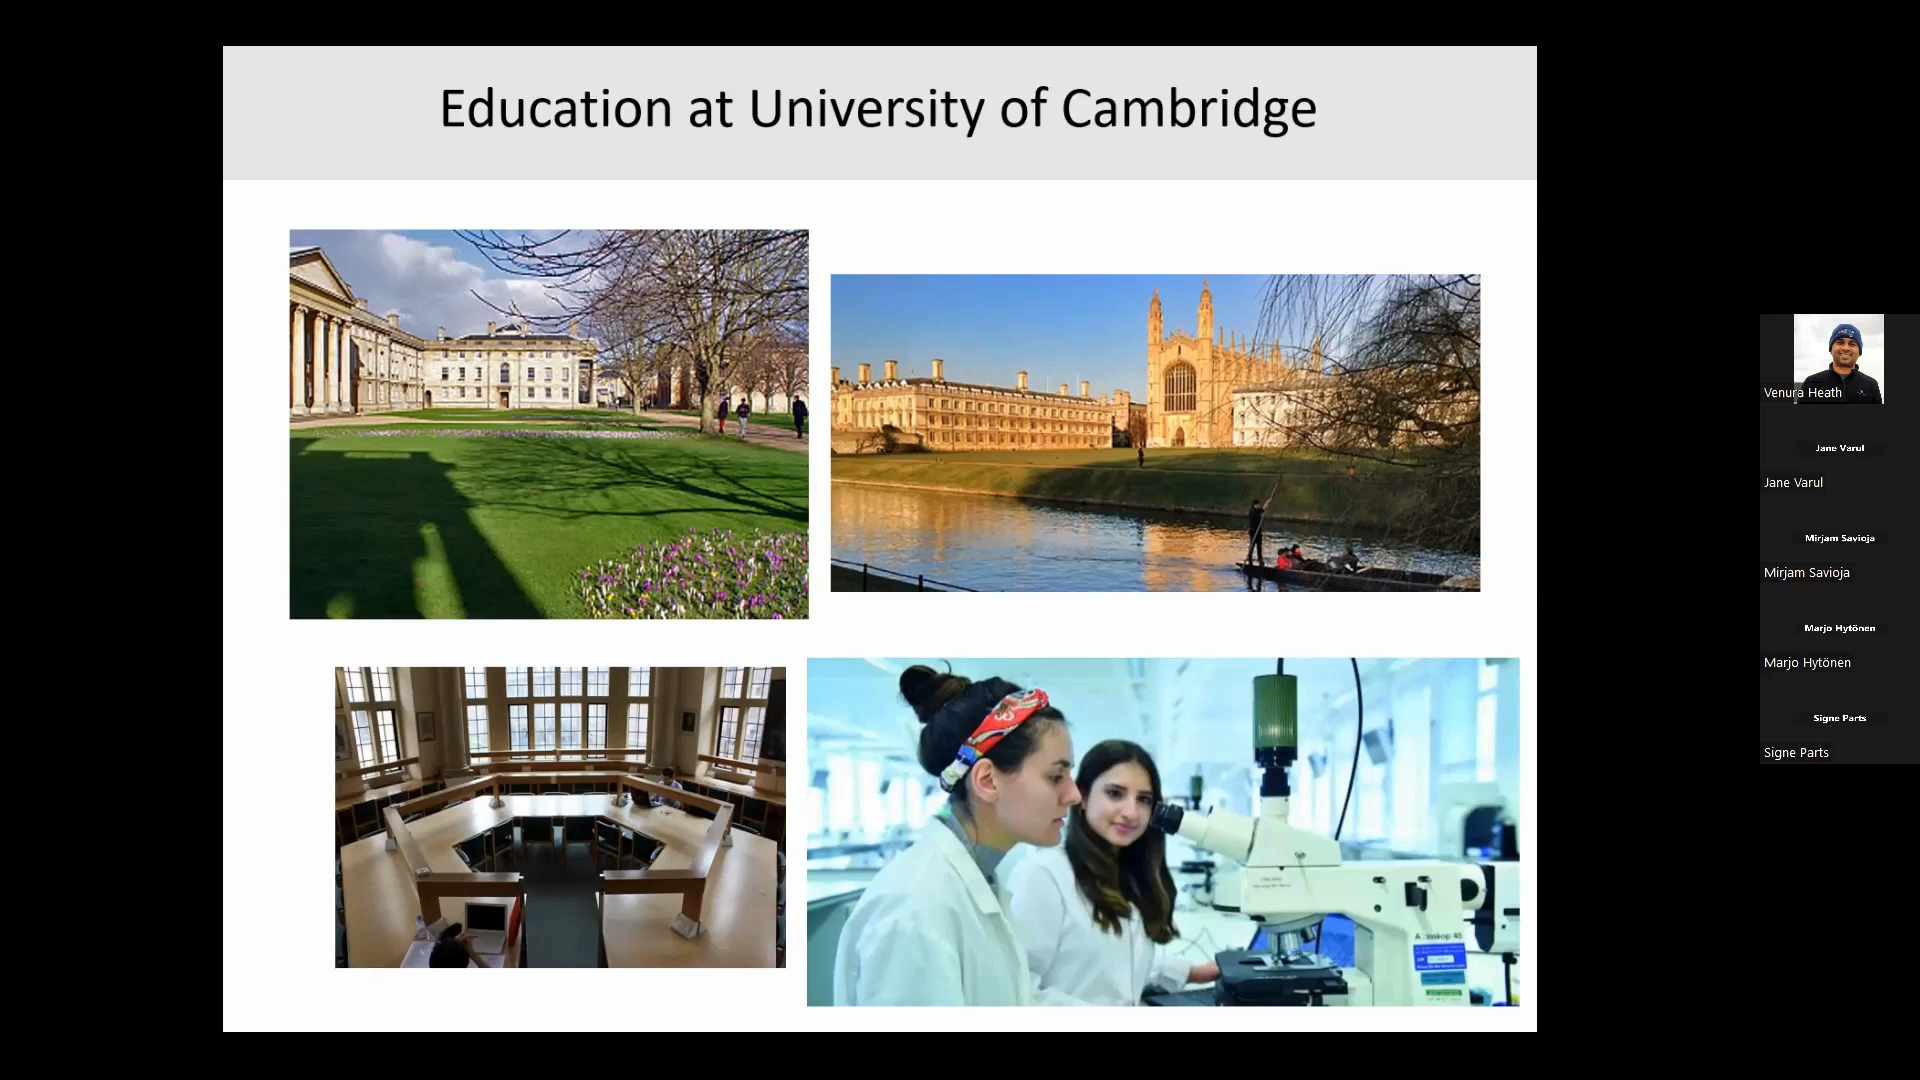 Education at University of Cambridge
Venura Heath
Jane Varul
Jane Varul
Mirjam Savioja
Mirjam Savioja
Marjo Hytönen
Marjo Hytönen
Signe Parts
Signe Parts